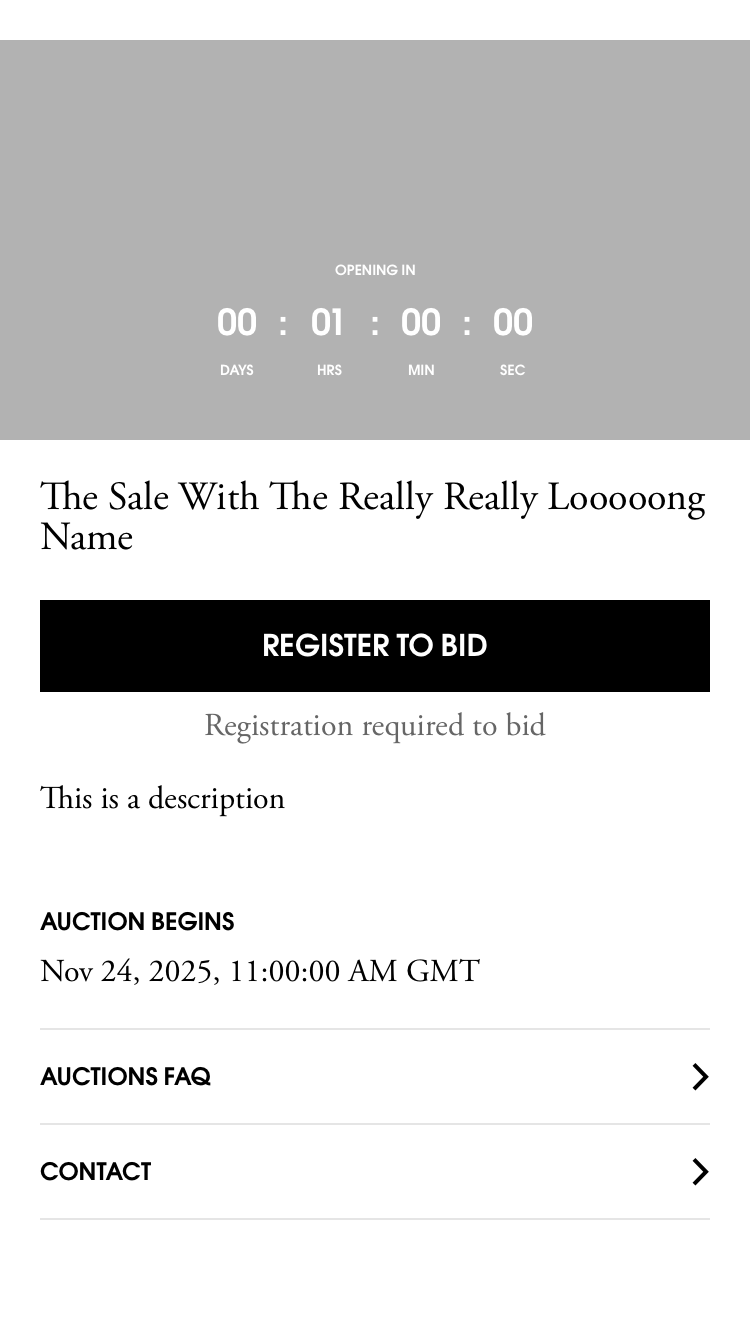 OPENING IN
00 : 01 : 00 : 00
DAYS HRS MIN SEC
The Sale With The Really Really Looooong
Name
REGISTER TO BID
Registration required to bid
This is a description
AUCTION BEGINS
Nov 24, 2025, 11:00:00 AM GMT
AUCTIONS FAQ
CONTACT